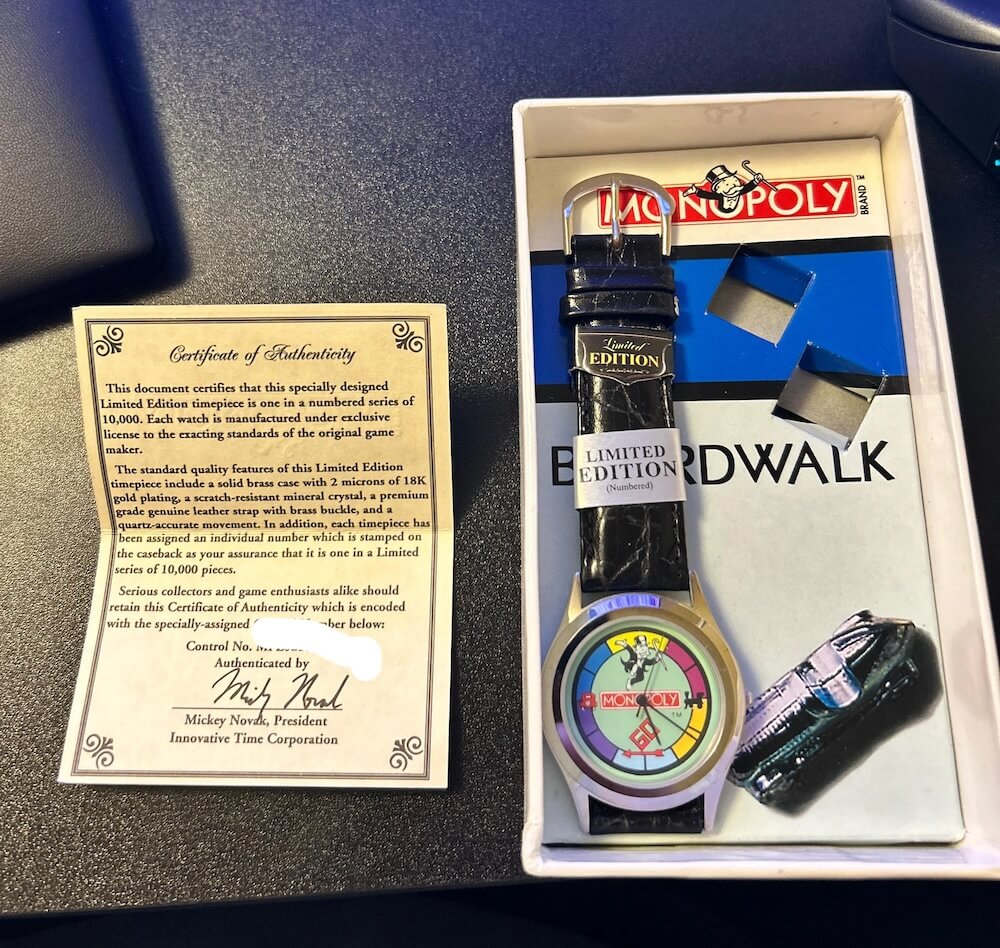 Certificate of Authenticity
This document certifies that this specially designed
Limited Edition timepiece is one in a numbered series of
10,000. Each watch is manufactured under exclusive
license to the exacting standards of the original game
maker.
The standard quality features of this Limited Edition
timepiece include a solid brass case with 2 microns of 18K
gold plating, a scratch-resistant mineral crystal, a premium
grade genuine leather strap with brass buckle, and a
quartz-accurate movement. In addition, each timepiece has
been assigned an individual number which is stamped on
the caseback as your assurance that it is one in a Limited
series of 10,000 pieces.
Serious collectors and game enthusiasts alike should
retain this Certificate of Authenticity which is encoded
with the specially-assigned below:
Control No.
Authenticated by
Mickey Novak, President
Innovative Time Corporation
MONOPOLY
BRAND™
Limited
EDITION
LIMITED
EDITION
(Numbered)
B RDWALK
MONOPOLY
TM
GO